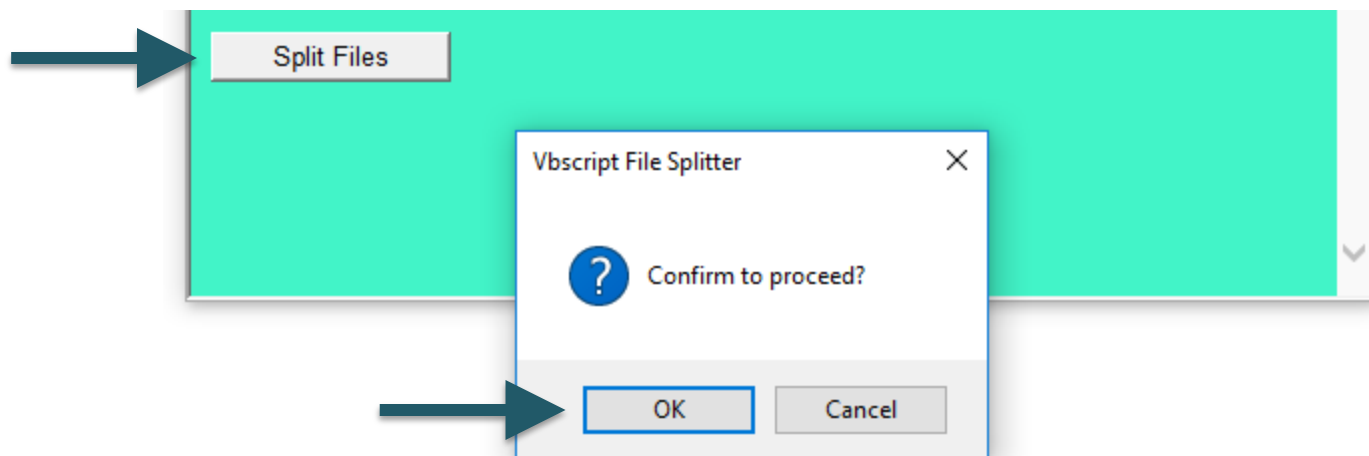 Split Files
Vbscript File Splitter
Confirm to proceed?
OK
Cancel